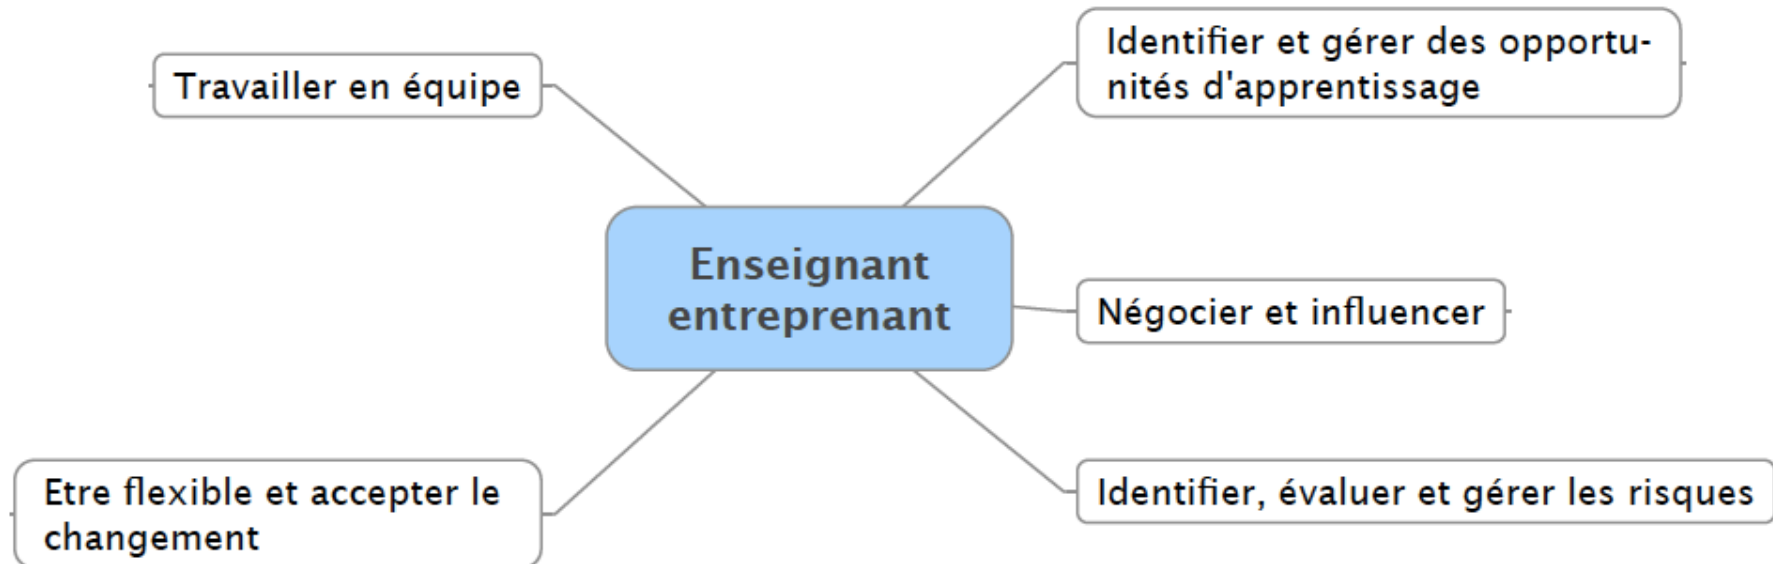 Travailler en équipe
Identifier et gérer des opportu-
nités d'apprentissage
Enseignant
entreprenant
Négocier et influencer
Etre flexible et accepter le
changement
Identifier, évaluer et gérer les risques